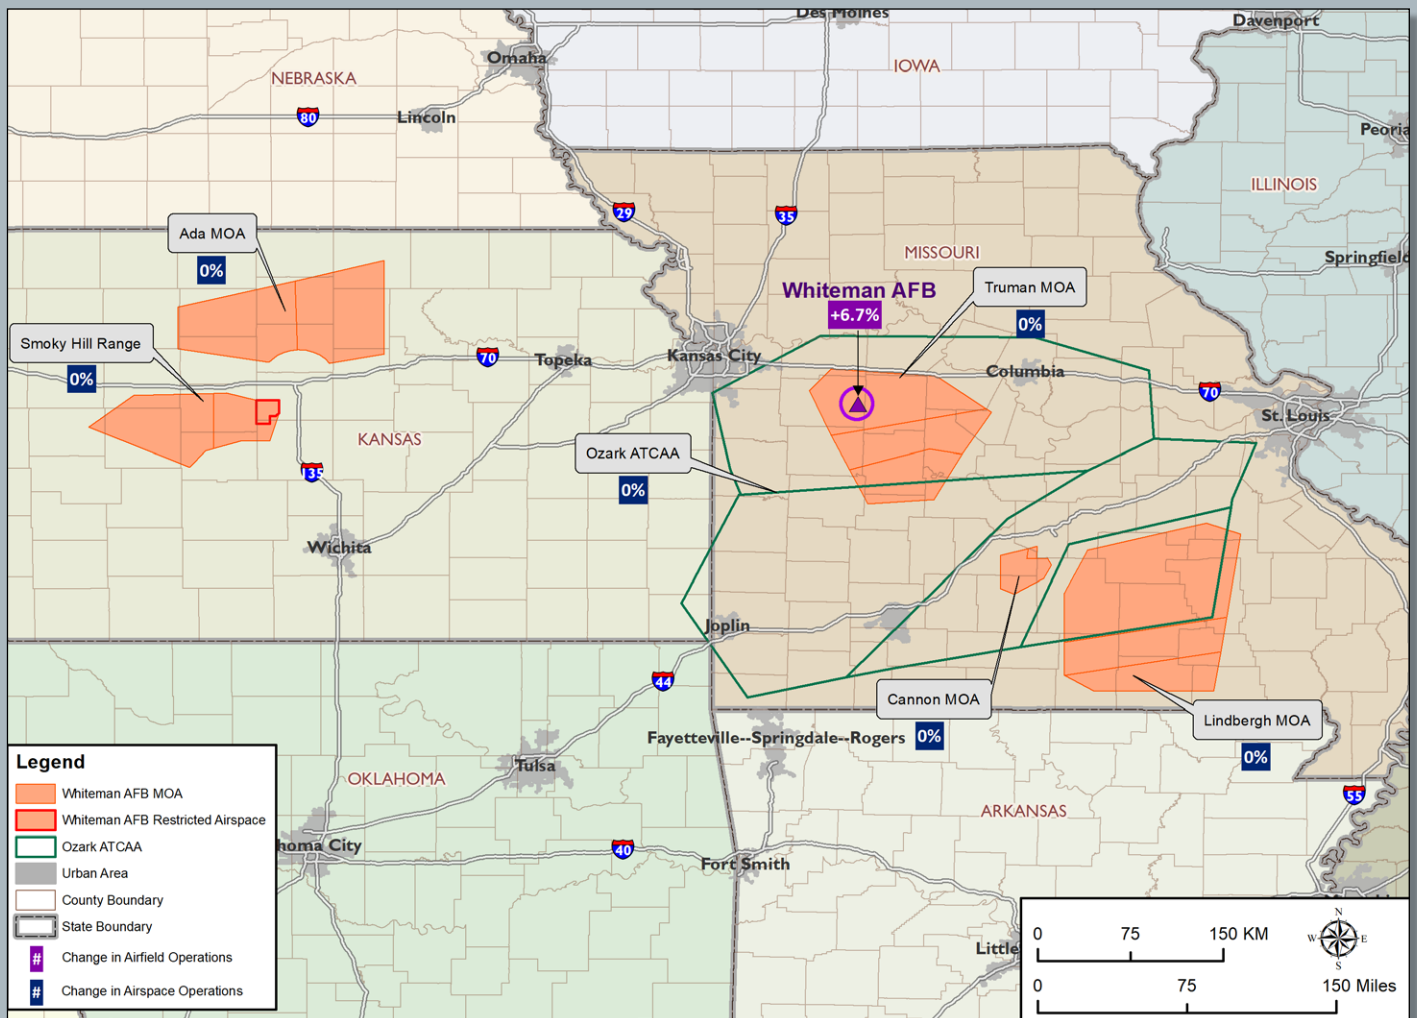 Des Moines
Davenport
Omaha
IOWA
NEBRASKA
80
Lincoln
Peoria
ILLINOIS
29
35
Ada MOA
0%
MISSOURI
Springfield
Whiteman AFB
+6.7%
Truman MOA
0%
Smoky Hill Range
0%
70
Topeka
Kansas City
Columbia
70
St. Louis
KANSAS
Ozark ATCAA
0%
135
Wichita
Joplin
44
Cannon MOA
0%
Lindbergh MOA
0%
Fayetteville--Springdale--Rogers
Tulsa
OKLAHOMA
ARKANSAS
55
homa City
40
Fort Smith
Little
Legend
Whiteman AFB MOA
Whiteman AFB Restricted Airspace
Ozark ATCAA
Urban Area
County Boundary
State Boundary
# Change in Airfield Operations
# Change in Airspace Operations
0 75 150 KM
0 75 150 Miles
N
W E
S